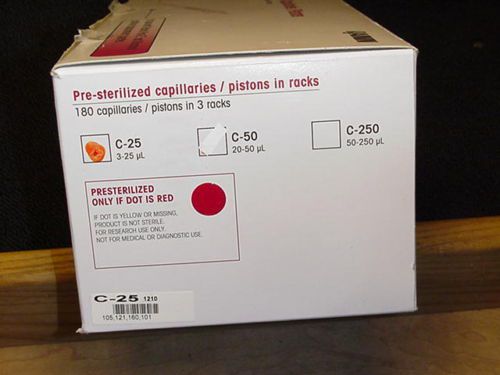 Pre-sterilized capillaries / pistons in racks
180 capillaries / pistons in 3 racks
C-25
3-25 µL
C-50
20-50 µL
C-250
50-250 µL
PRESTERILIZED
ONLY IF DOT IS RED
IF DOT IS YELLOW OR MISSING,
PRODUCT IS NOT STERILE.
FOR RESEARCH USE ONLY.
NOT FOR MEDICAL OR DIAGNOSTIC USE.
C-25 1210
105,121,160,101